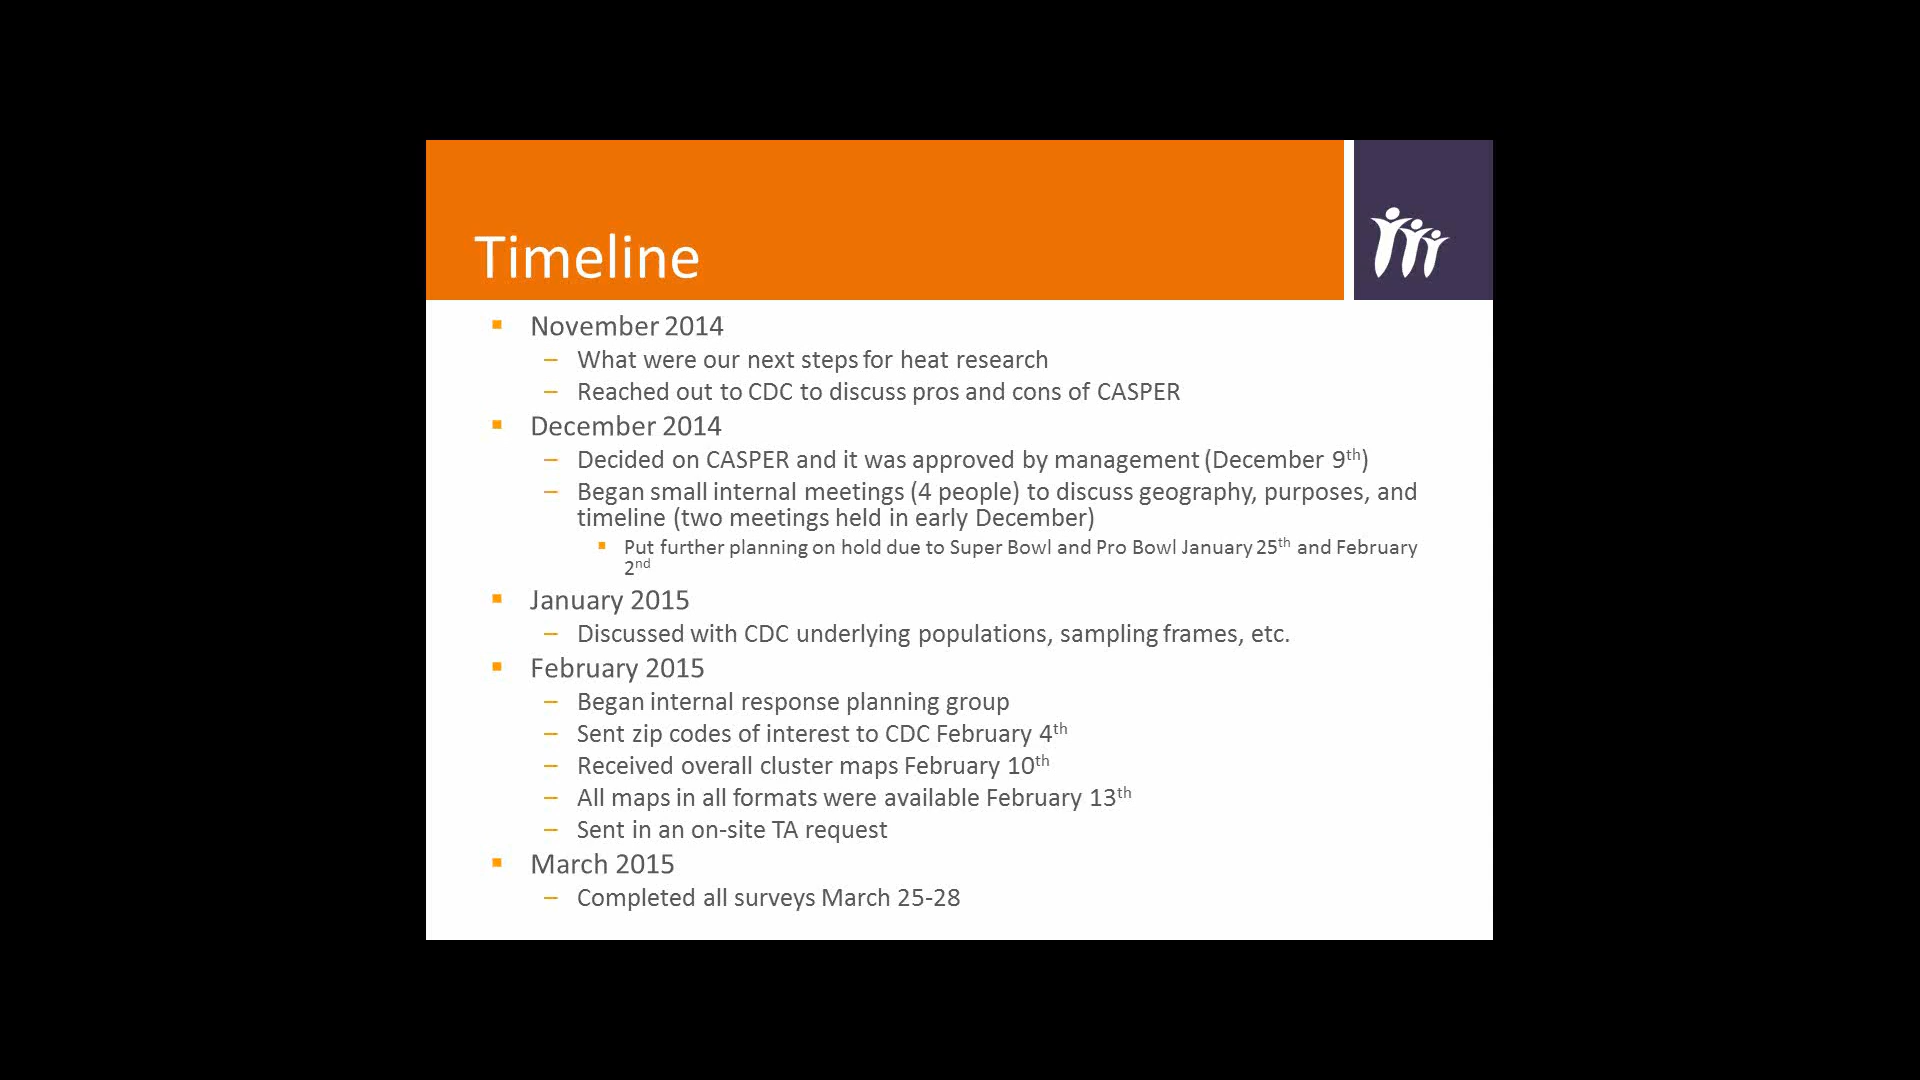 Timeline
▪ November 2014
– What were our next steps for heat research
– Reached out to CDC to discuss pros and cons of CASPER
▪ December 2014
– Decided on CASPER and it was approved by management (December 9th)
– Began small internal meetings (4 people) to discuss geography, purposes, and
timeline (two meetings held in early December)
▪ Put further planning on hold due to Super Bowl and Pro Bowl January 25th and February
2nd
▪ January 2015
– Discussed with CDC underlying populations, sampling frames, etc.
▪ February 2015
– Began internal response planning group
– Sent zip codes of interest to CDC February 4th
– Received overall cluster maps February 10th
– All maps in all formats were available February 13th
– Sent in an on-site TA request
▪ March 2015
– Completed all surveys March 25-28